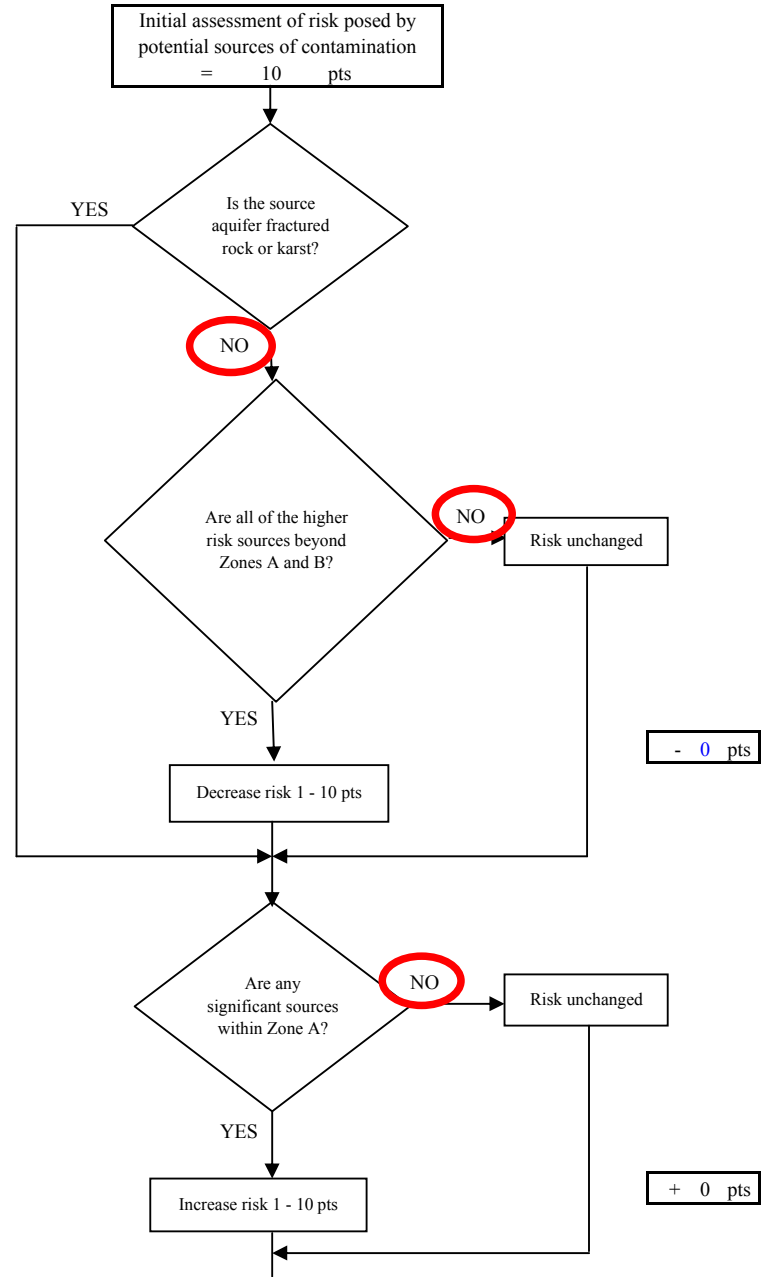 Initial assessment of risk posed by
potential sources of contamination
= 10 pts
YES
Is the source
aquifer fractured
rock or karst?
NO
Are all of the higher
risk sources beyond
Zones A and B?
NO
Risk unchanged
YES
- 0 pts
Decrease risk 1 - 10 pts
Are any
significant sources
within Zone A?
NO
Risk unchanged
YES
Increase risk 1 - 10 pts
+ 0 pts